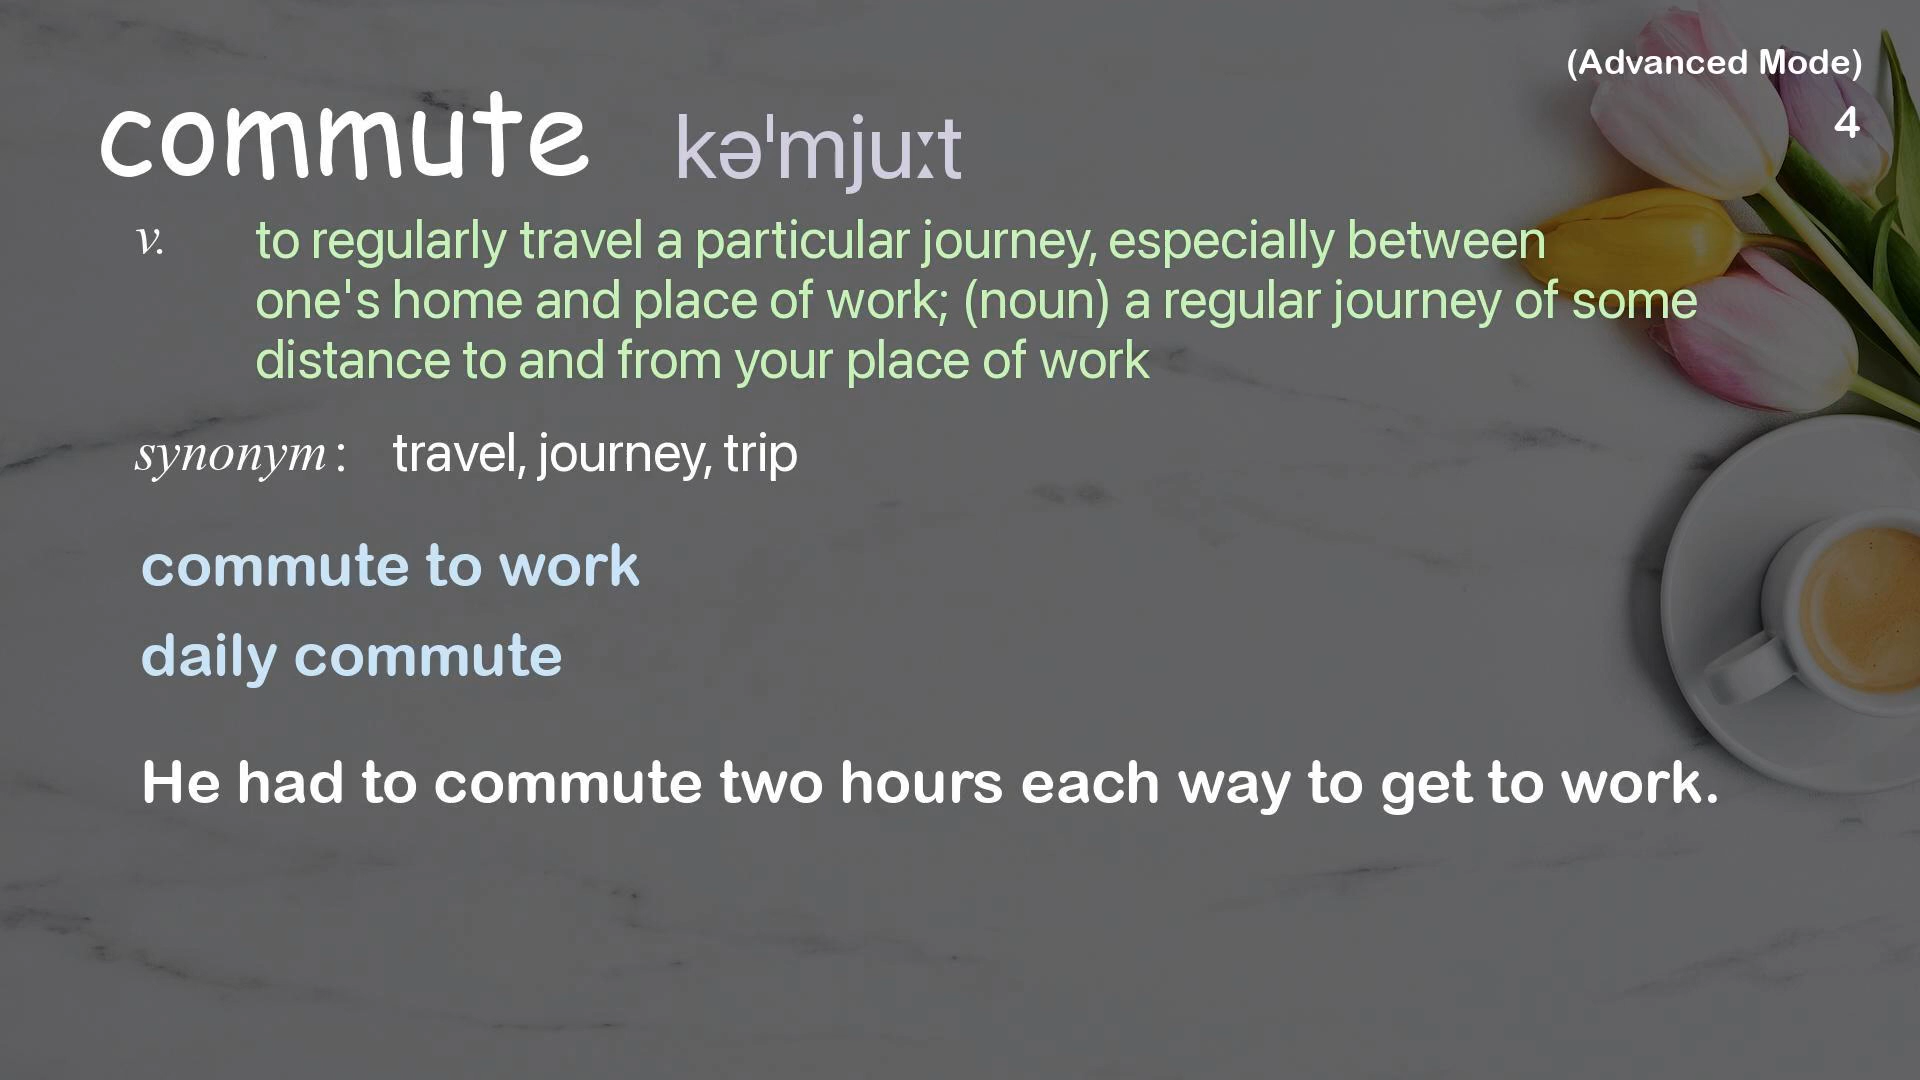 (Advanced Mode)
4
commute kəˈmjuːt
v. to regularly travel a particular journey, especially between
one's home and place of work; (noun) a regular journey of some
distance to and from your place of work
synonym : travel, journey, trip
commute to work
daily commute
He had to commute two hours each way to get to work.